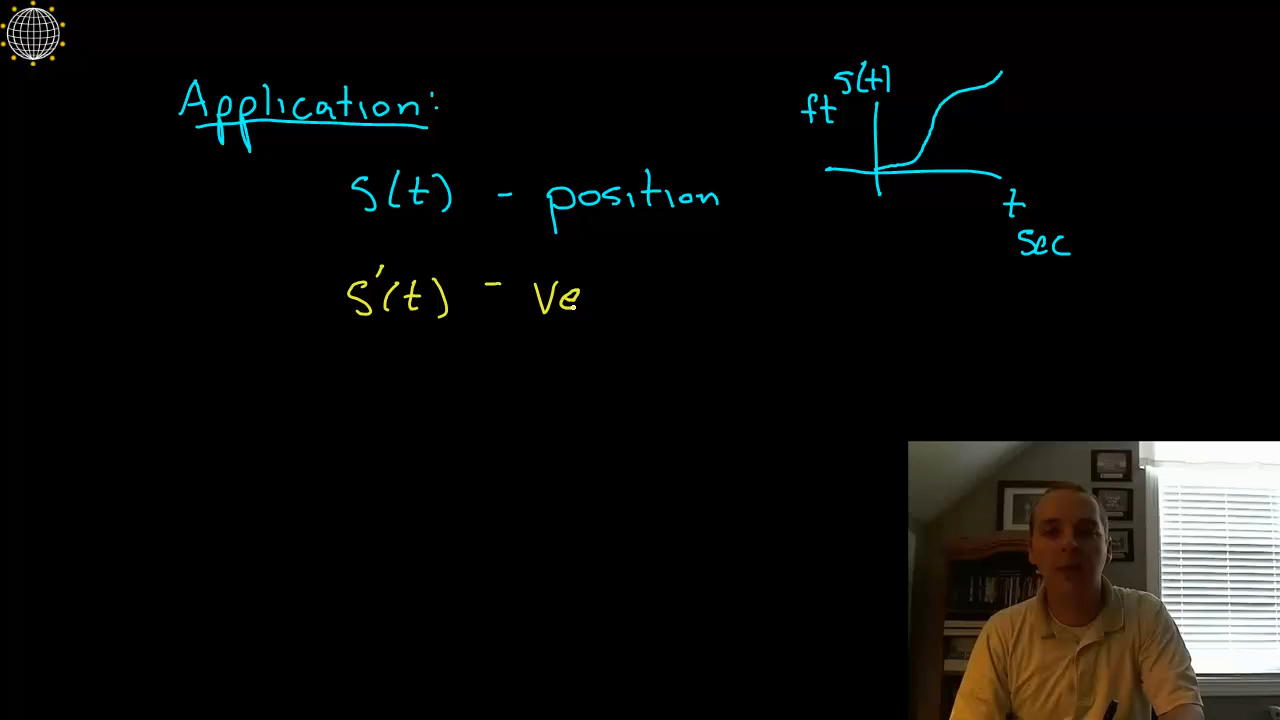 Application:
s(t) - position
s'(t) - ve
s(t)
ft
t
sec